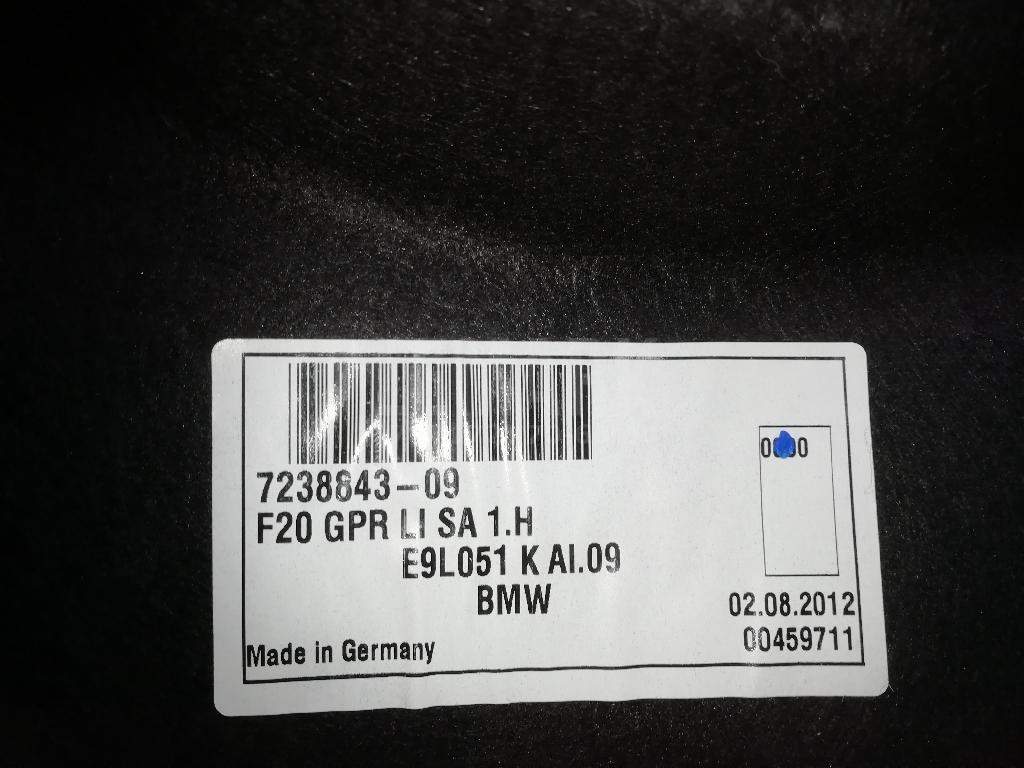 7238843-09
F20 GPR LI SA 1.H
E9L051 K AI.09
BMW
02.08.2012
00459711
Made in Germany